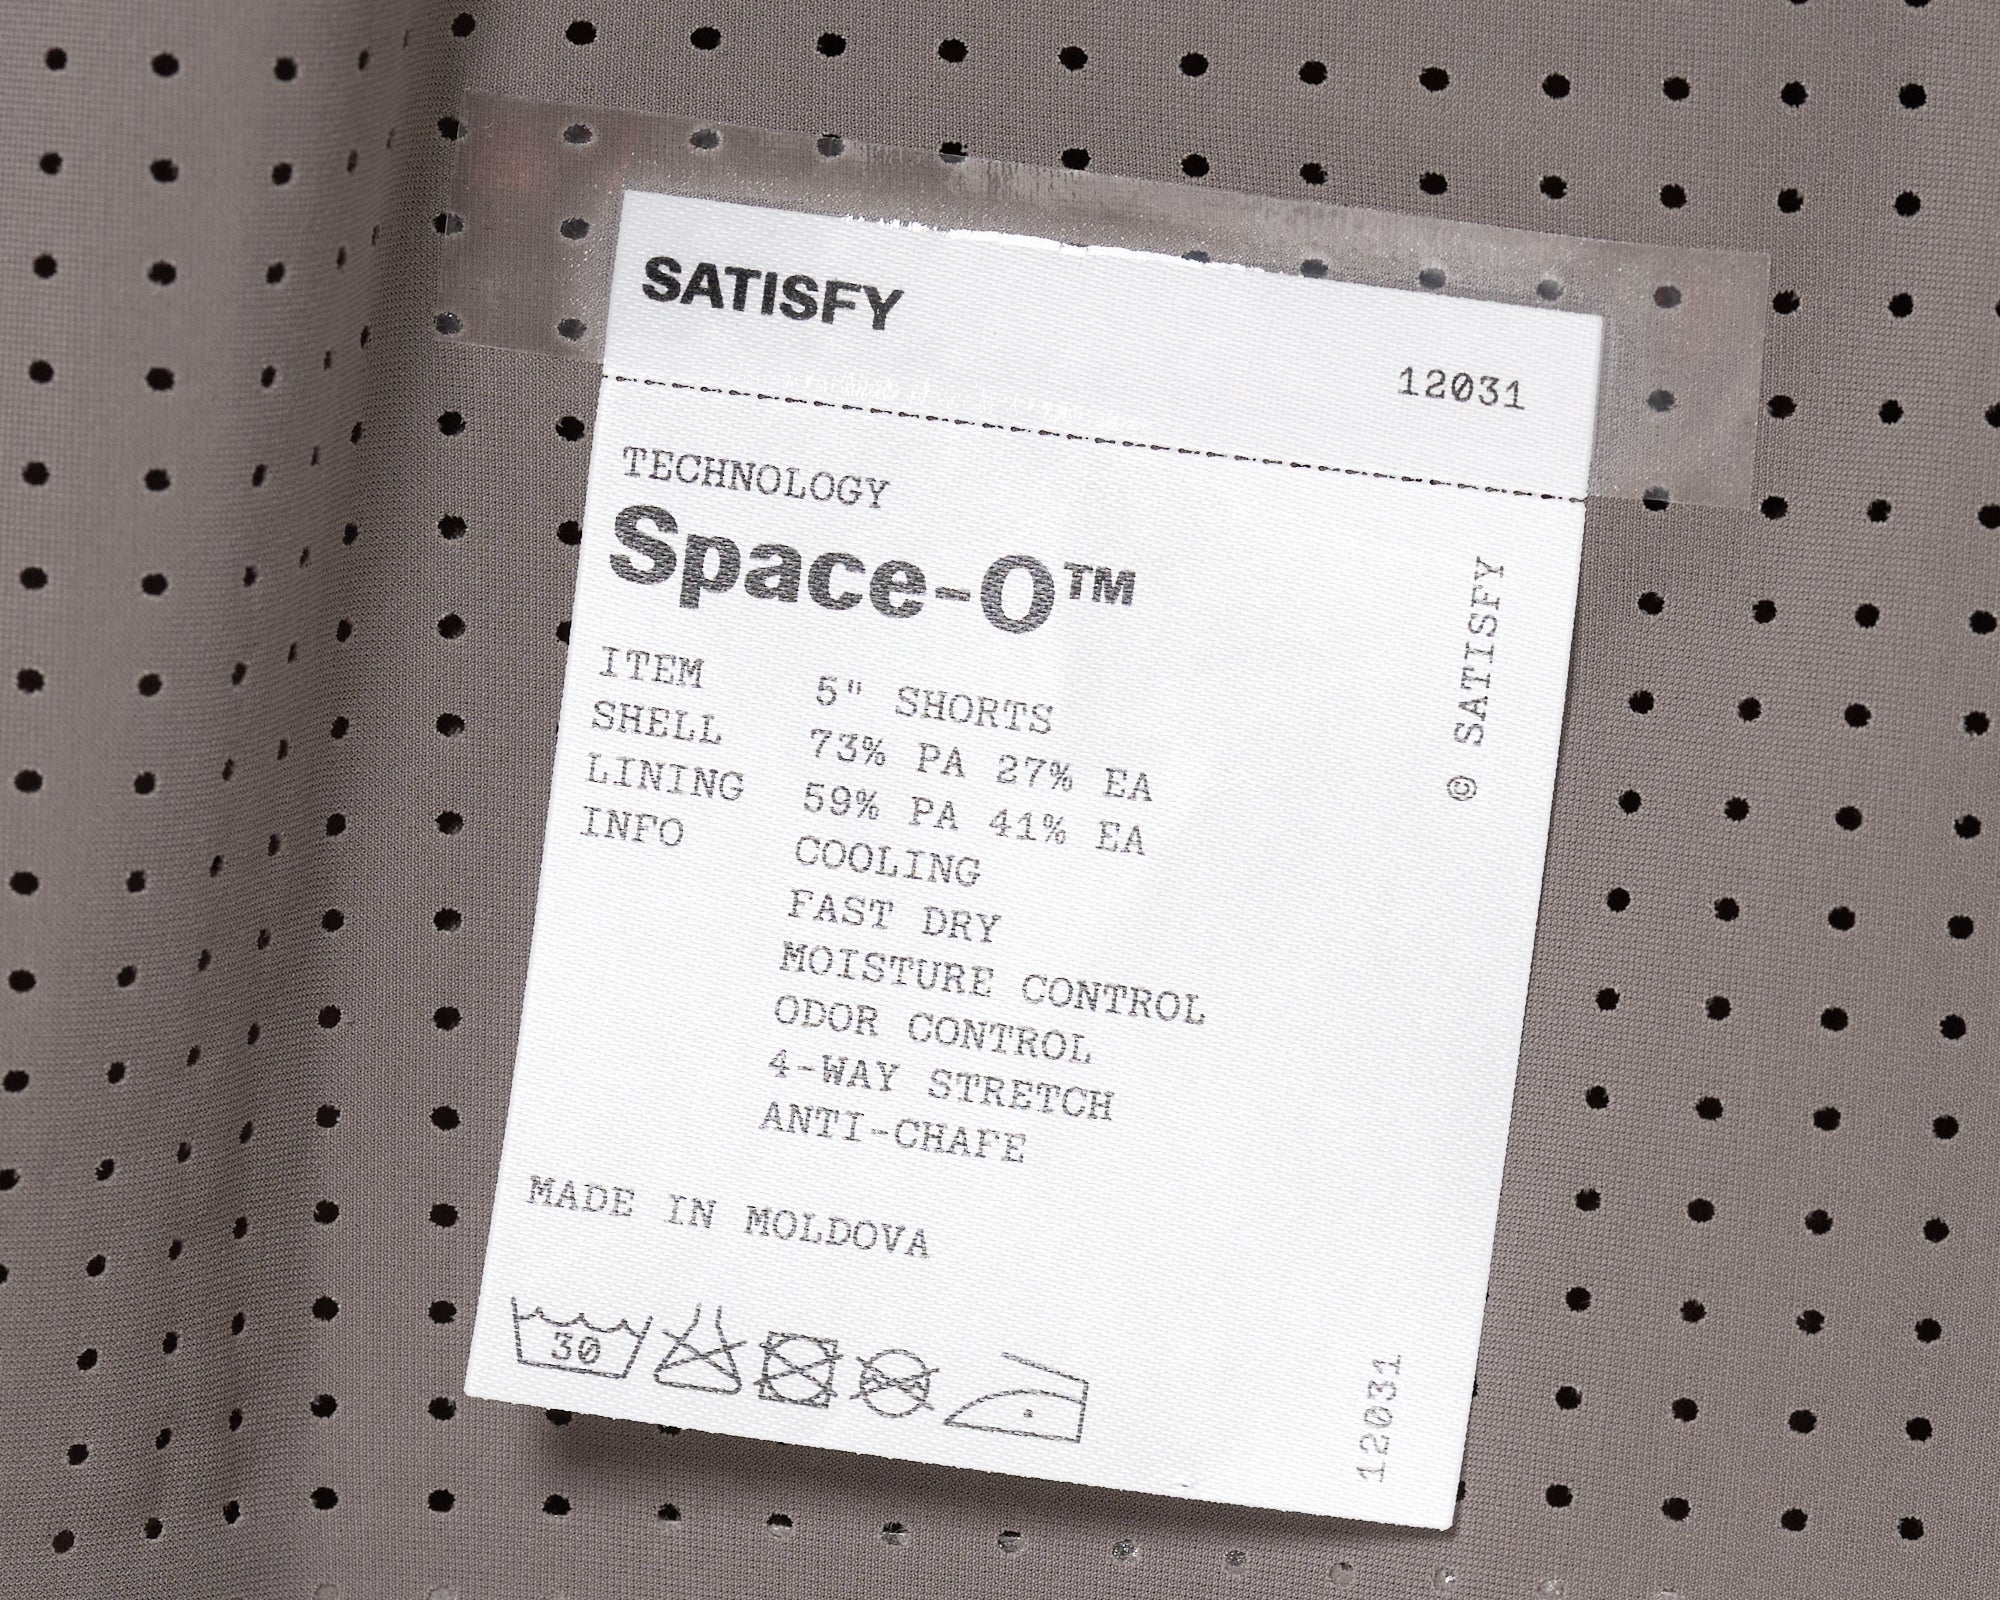 SATISFY
12031
TECHNOLOGY
Space-O™
ITEM 5" SHORTS
SHELL 73% PA 27% EA
LINING 59% PA 41% EA
INFO COOLING
FAST DRY
MOISTURE CONTROL
ODOR CONTROL
4-WAY STRETCH
ANTI-CHAFE
MADE IN MOLDOVA
30
© SATISFY
12031